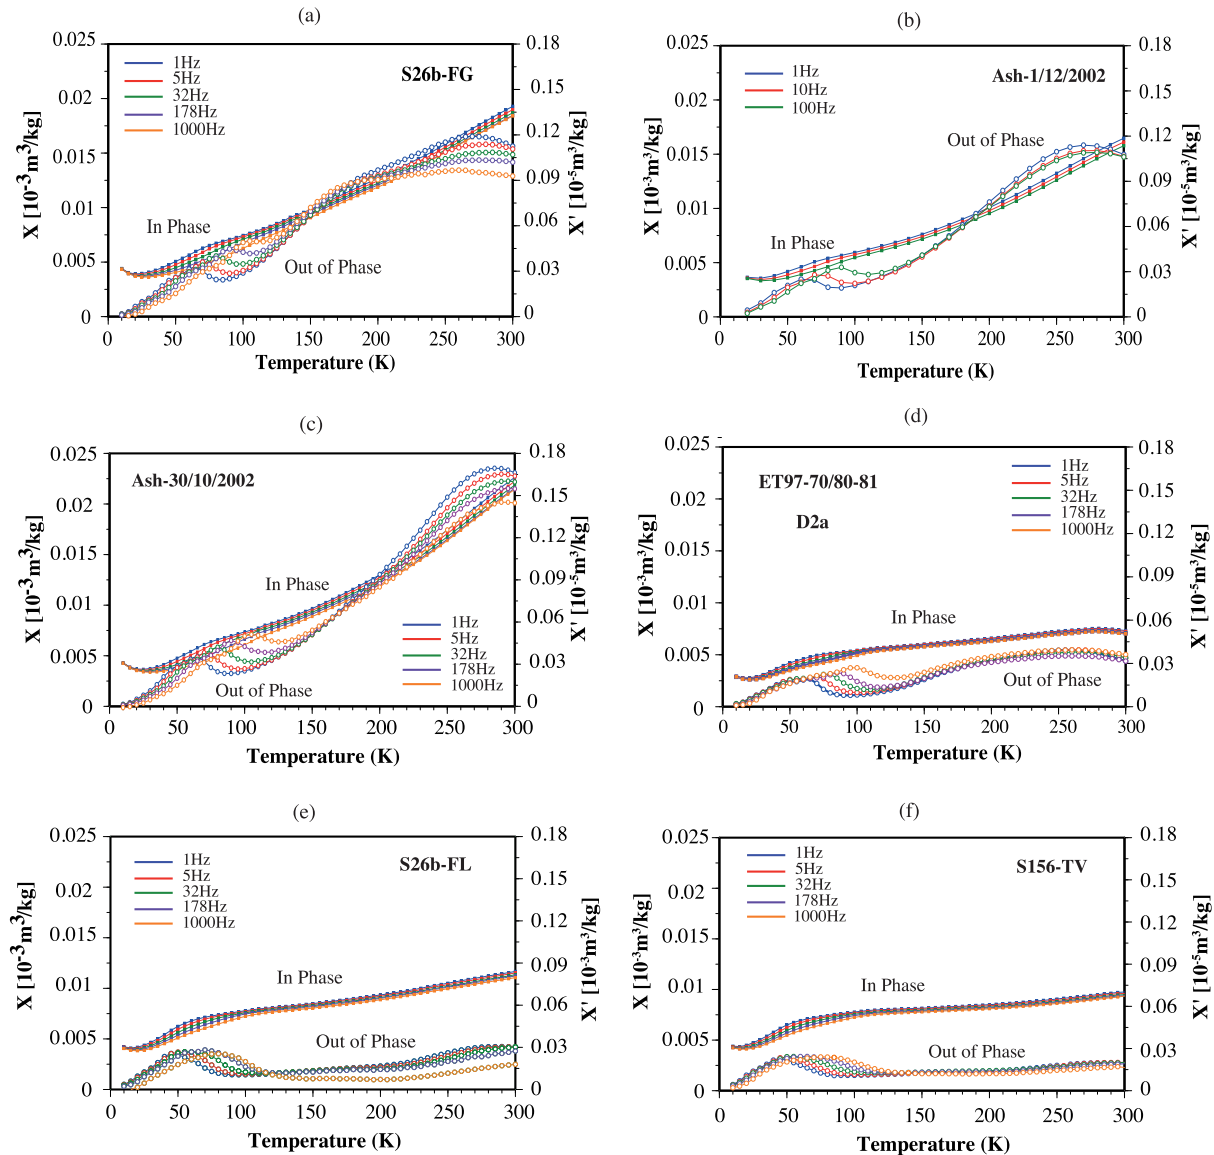 (a)
0.025
0.02
0.015
0.01
0.005
0
X [10⁻³m³/kg]
1Hz
5Hz
32Hz
178Hz
1000Hz
S26b-FG
In Phase
Out of Phase
0.18
0.15
0.12
0.09
0.06
0.03
0
X' [10⁻⁵m³/kg]
0 50 100 150 200 250 300
Temperature (K)
(b)
0.025
0.02
0.015
0.01
0.005
0
X [10⁻³m³/kg]
1Hz
10Hz
100Hz
Ash-1/12/2002
Out of Phase
In Phase
0.18
0.15
0.12
0.09
0.06
0.03
0
X' [10⁻⁵m³/kg]
0 50 100 150 200 250 300
Temperature (K)
(c)
0.025
0.02
0.015
0.01
0.005
0
X [10⁻³m³/kg]
Ash-30/10/2002
In Phase
1Hz
5Hz
32Hz
178Hz
1000Hz
Out of Phase
0.18
0.15
0.12
0.09
0.06
0.03
0
X' [10⁻⁵m³/kg]
0 50 100 150 200 250 300
Temperature (K)
(d)
0.025
0.02
0.015
0.01
0.005
0
X [10⁻³m³/kg]
ET97-70/80-81
D2a
1Hz
5Hz
32Hz
178Hz
1000Hz
In Phase
Out of Phase
0.18
0.15
0.12
0.09
0.06
0.03
0
X' [10⁻⁵m³/kg]
0 50 100 150 200 250 300
Temperature (K)
(e)
0.025
0.02
0.015
0.01
0.005
0
X [10⁻³m³/kg]
1Hz
5Hz
32Hz
178Hz
1000Hz
S26b-FL
In Phase
Out of Phase
0.18
0.15
0.12
0.09
0.06
0.03
0
X' [10⁻³m³/kg]
0 50 100 150 200 250 300
Temperature (K)
(f)
0.025
0.02
0.015
0.01
0.005
0
X [10⁻³m³/kg]
1Hz
5Hz
32Hz
178Hz
1000Hz
S156-TV
In Phase
Out of Phase
0.18
0.15
0.12
0.09
0.06
0.03
0
X' [10⁻⁵m³/kg]
0 50 100 150 200 250 300
Temperature (K)